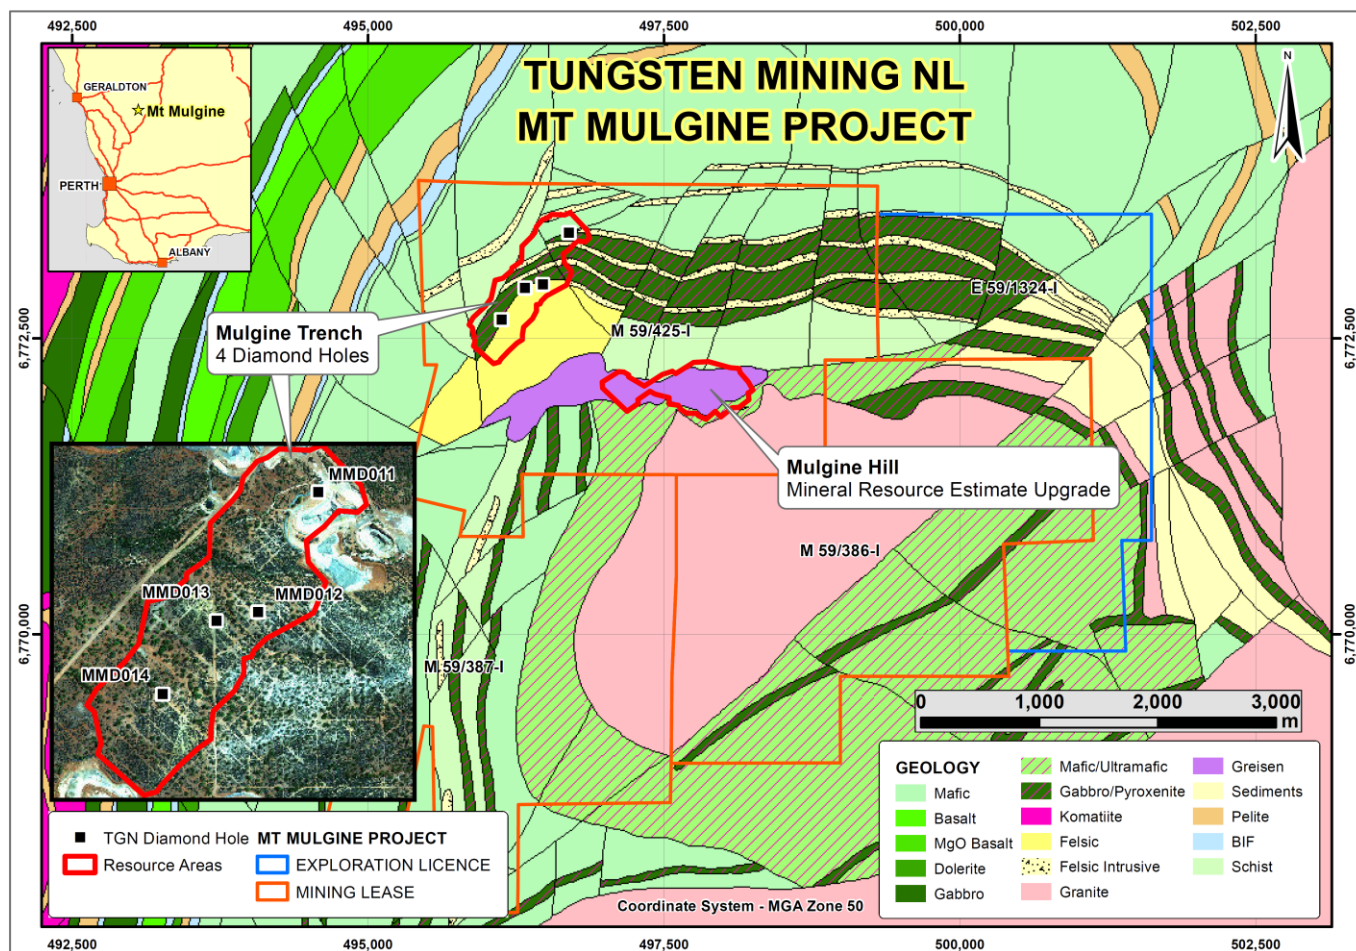 492,500 495,000 497,500 500,000 502,500
TUNGSTEN MINING NL
MT MULGINE PROJECT
N
GERALDTON
Mt Mulgine
PERTH
ALBANY
6,772,500
6,772,500
E 59/1324-I
M 59/425-I
Mulgine Trench
4 Diamond Holes
Mulgine Hill
Mineral Resource Estimate Upgrade
MMD011
MMD013
MMD012
MMD014
M 59/386-I
6,770,000
6,770,000
M 59/387-I
0 1,000 2,000 3,000
m
TGN Diamond Hole
Resource Areas
MT MULGINE PROJECT
EXPLORATION LICENCE
MINING LEASE
GEOLOGY
Mafic
Basalt
MgO Basalt
Dolerite
Gabbro
Mafic/Ultramafic
Gabbro/Pyroxenite
Komatiite
Felsic
Felsic Intrusive
Granite
Greisen
Sediments
Pelite
BIF
Schist
Coordinate System - MGA Zone 50
492,500 495,000 497,500 500,000 502,500